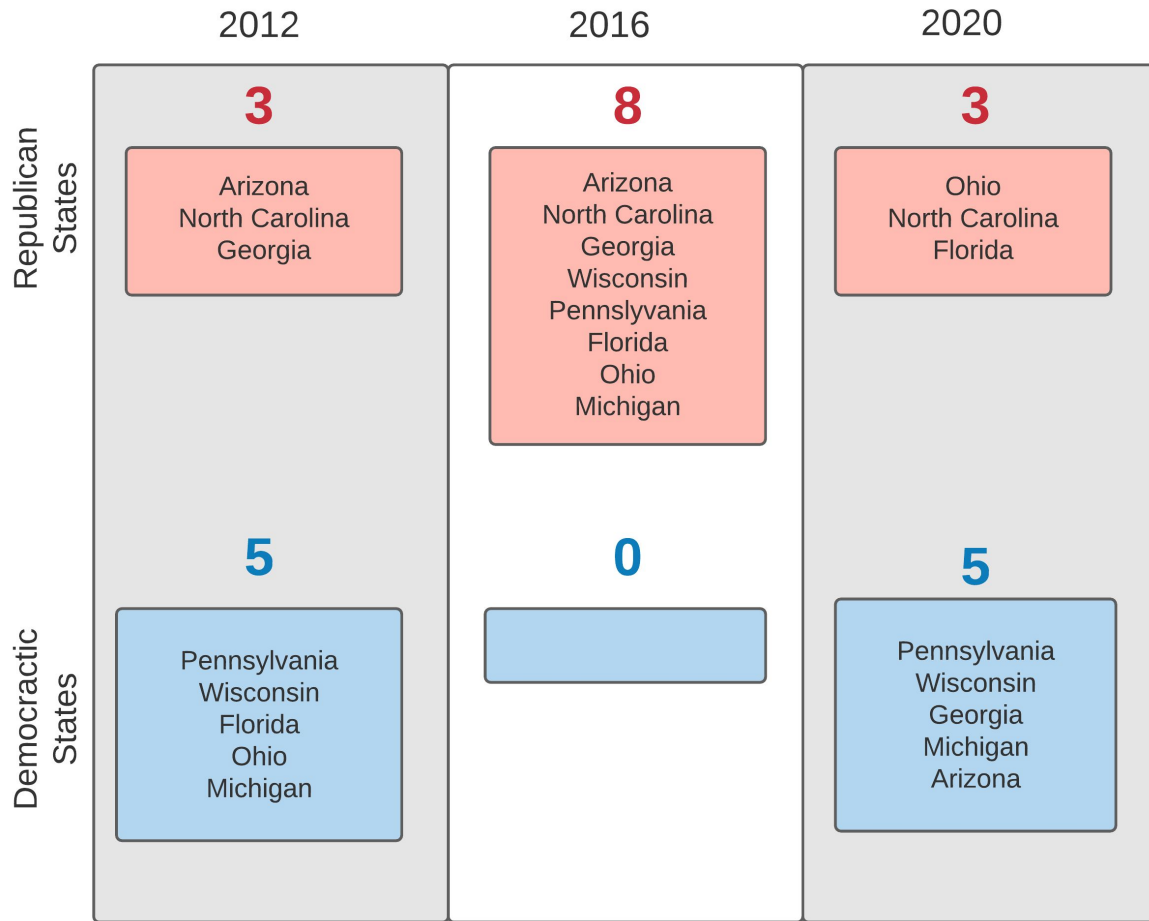 2012
2016
2020
Republican
States
3
Arizona
North Carolina
Georgia
8
Arizona
North Carolina
Georgia
Wisconsin
Pennslyvania
Florida
Ohio
Michigan
3
Ohio
North Carolina
Florida
Democractic
States
5
Pennsylvania
Wisconsin
Florida
Ohio
Michigan
0
5
Pennsylvania
Wisconsin
Georgia
Michigan
Arizona